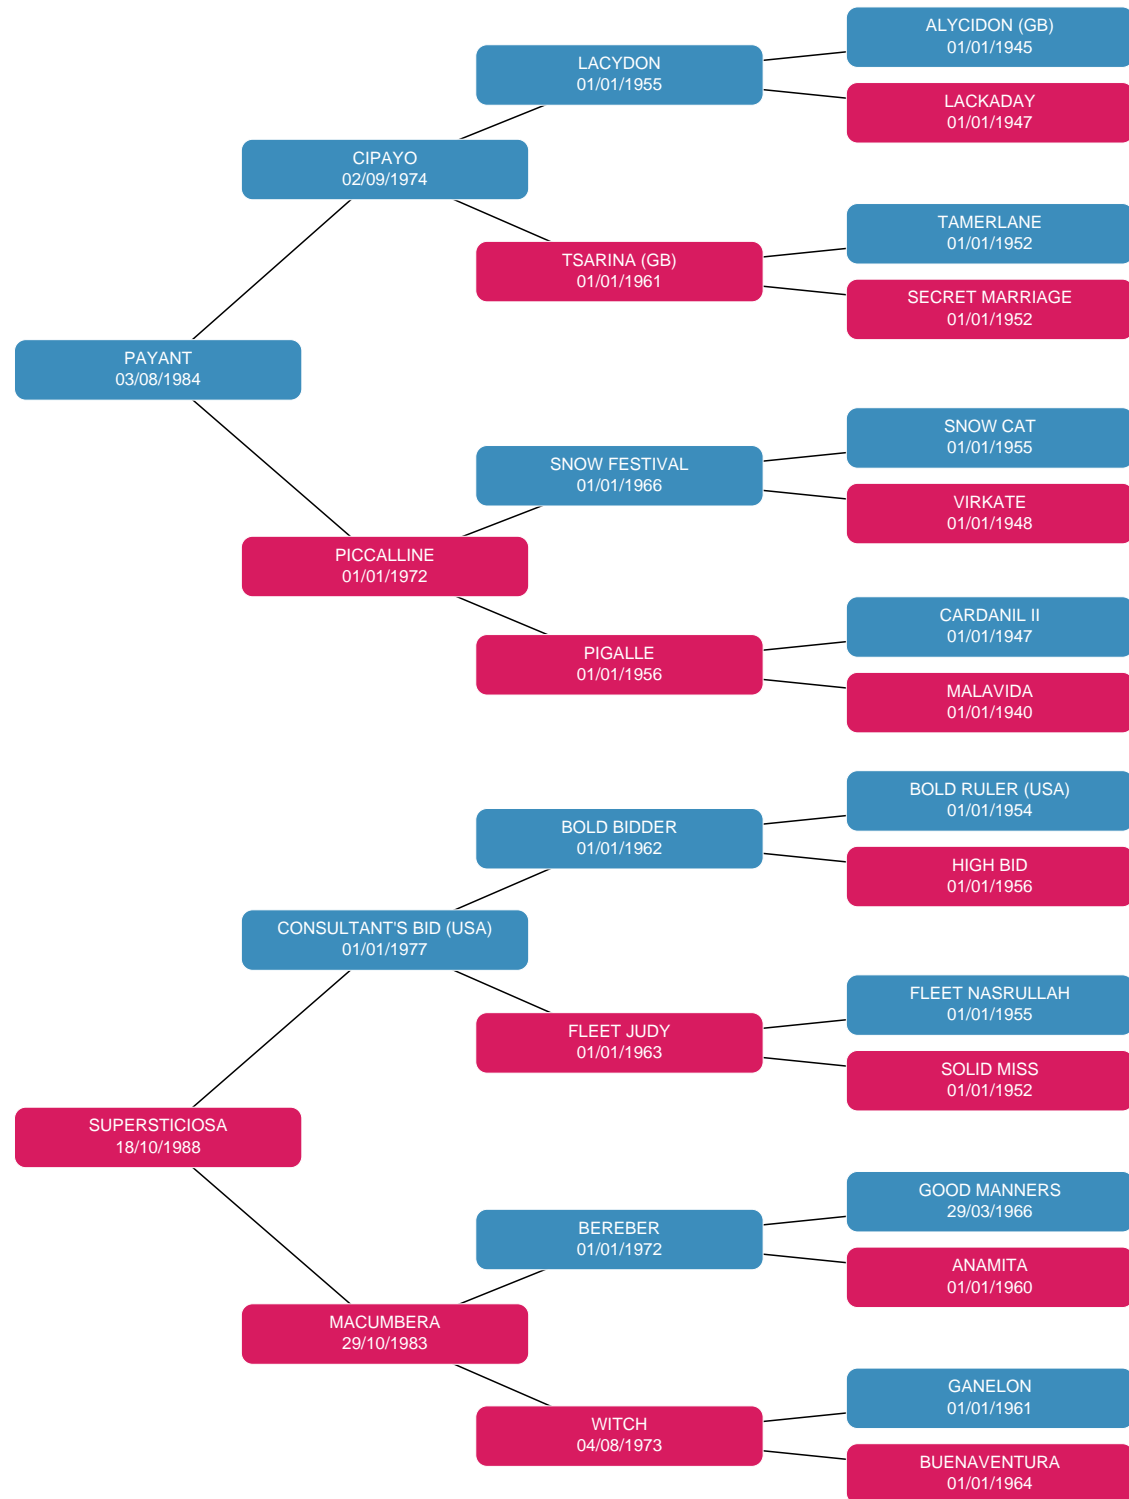 ALYCIDON (GB)
01/01/1945
LACYDON
01/01/1955
LACKADAY
01/01/1947
CIPAYO
02/09/1974
TAMERLANE
01/01/1952
TSARINA (GB)
01/01/1961
SECRET MARRIAGE
01/01/1952
PAYANT
03/08/1984
SNOW CAT
01/01/1955
SNOW FESTIVAL
01/01/1966
VIRKATE
01/01/1948
PICCALLINE
01/01/1972
CARDANIL II
01/01/1947
PIGALLE
01/01/1956
MALAVIDA
01/01/1940
BOLD RULER (USA)
01/01/1954
BOLD BIDDER
01/01/1962
HIGH BID
01/01/1956
CONSULTANT'S BID (USA)
01/01/1977
FLEET NASRULLAH
01/01/1955
FLEET JUDY
01/01/1963
SOLID MISS
01/01/1952
SUPERSTICIOSA
18/10/1988
GOOD MANNERS
29/03/1966
BEREBER
01/01/1972
ANAMITA
01/01/1960
MACUMBERA
29/10/1983
GANELON
01/01/1961
WITCH
04/08/1973
BUENAVENTURA
01/01/1964